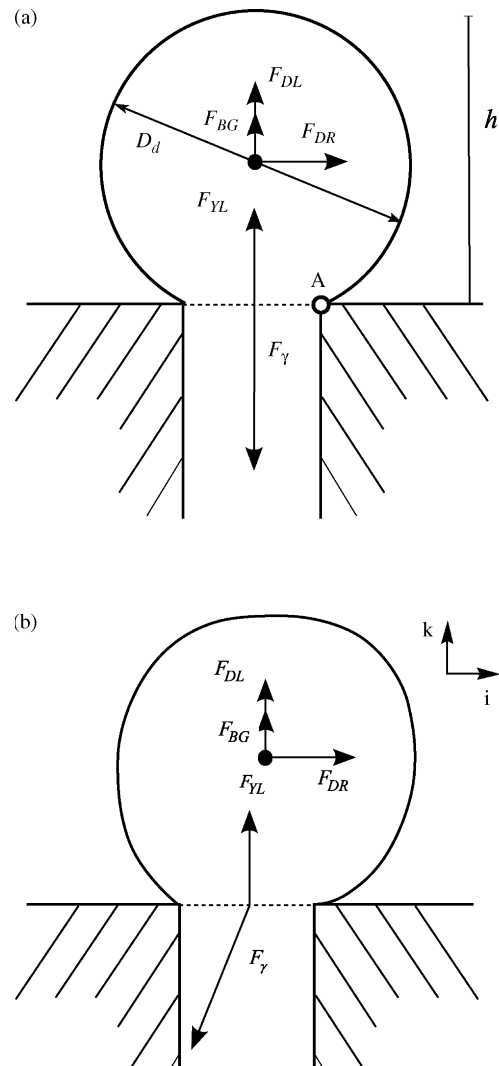 (a)
F_DL
F_BG
F_DR
D_d
h
F_YL
A
F_γ
(b)
k
i
F_DL
F_BG
F_YL
F_DR
F_γ